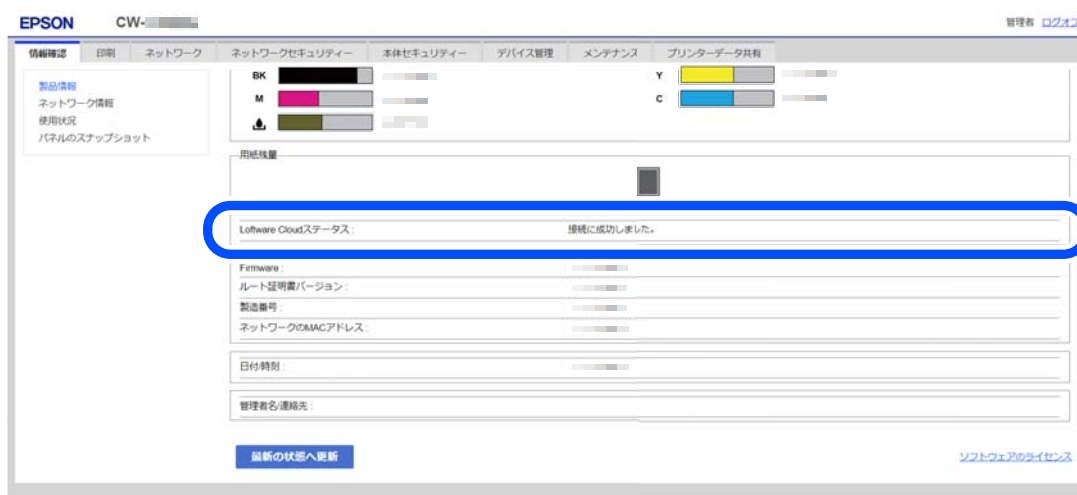 EPSON CW-
管理者 ログオフ
情報確認 印刷 ネットワーク ネットワークセキュリティー 本体セキュリティー デバイス管理 メンテナンス プリンターデータ共有
製品情報
ネットワーク情報
使用状況
パネルのスナップショット
BK Y
M C
用紙残量
Loftware Cloudステータス : 接続に成功しました。
Firmware :
ルート証明書バージョン :
製造番号 :
ネットワークのMACアドレス :
日付/時刻 :
管理者名/連絡先 :
最新の状態へ更新 ソフトウェアのライセンス